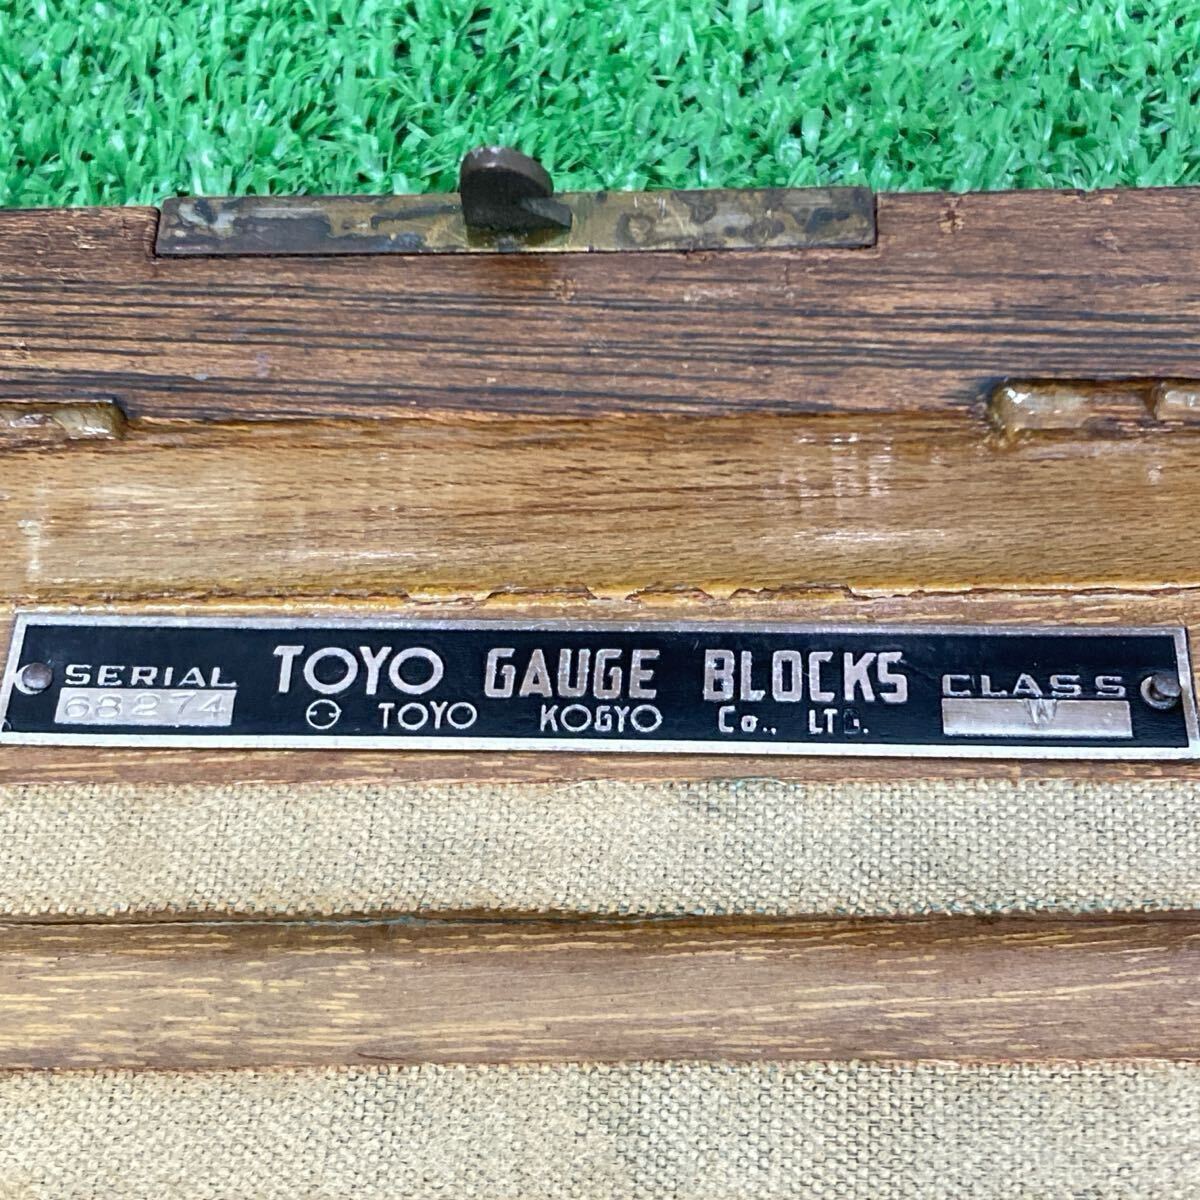 SERIAL TOYO GAUGE BLOCKS CLASS
68274 TOYO KOGYO Co., LTD. W